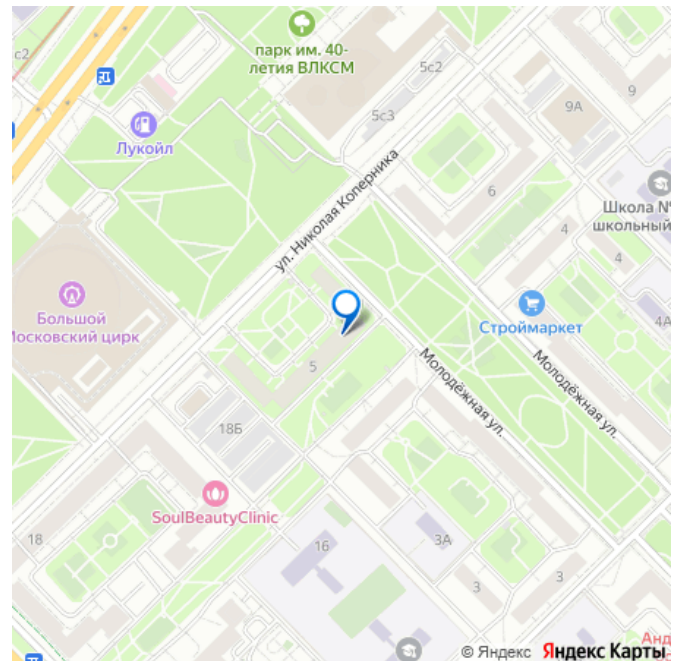 парк им. 40-
летия ВЛКСМ
с2
5с2
9
9А
5с3
Лукойл
ул. Николая Коперника
6
Школа №
школьный
4
4
Большой
Московский цирк
Строймаркет
4А
5
Молодёжная ул.
Молодёжная ул.
18Б
SoulBeautyClinic
18
16
3А
3
3
Анд
© Яндекс Яндекс Карты